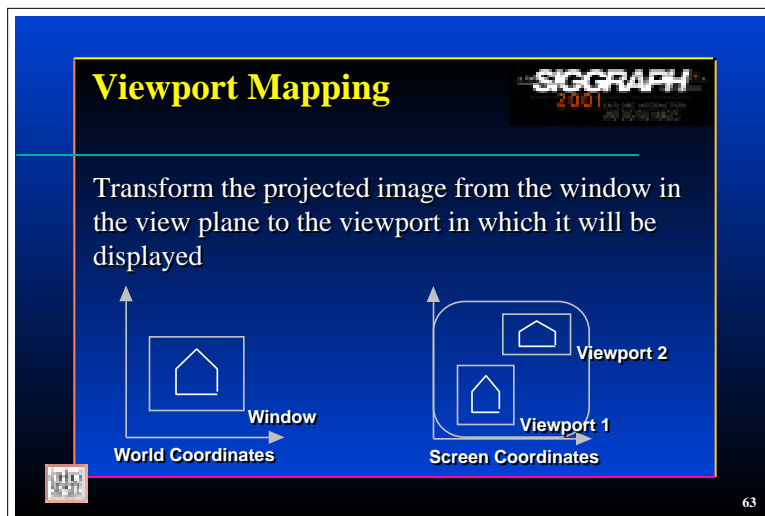 Viewport Mapping
SIGGRAPH
2001
Transform the projected image from the window in
the view plane to the viewport in which it will be
displayed
Window
World Coordinates
Viewport 2
Viewport 1
Screen Coordinates
63